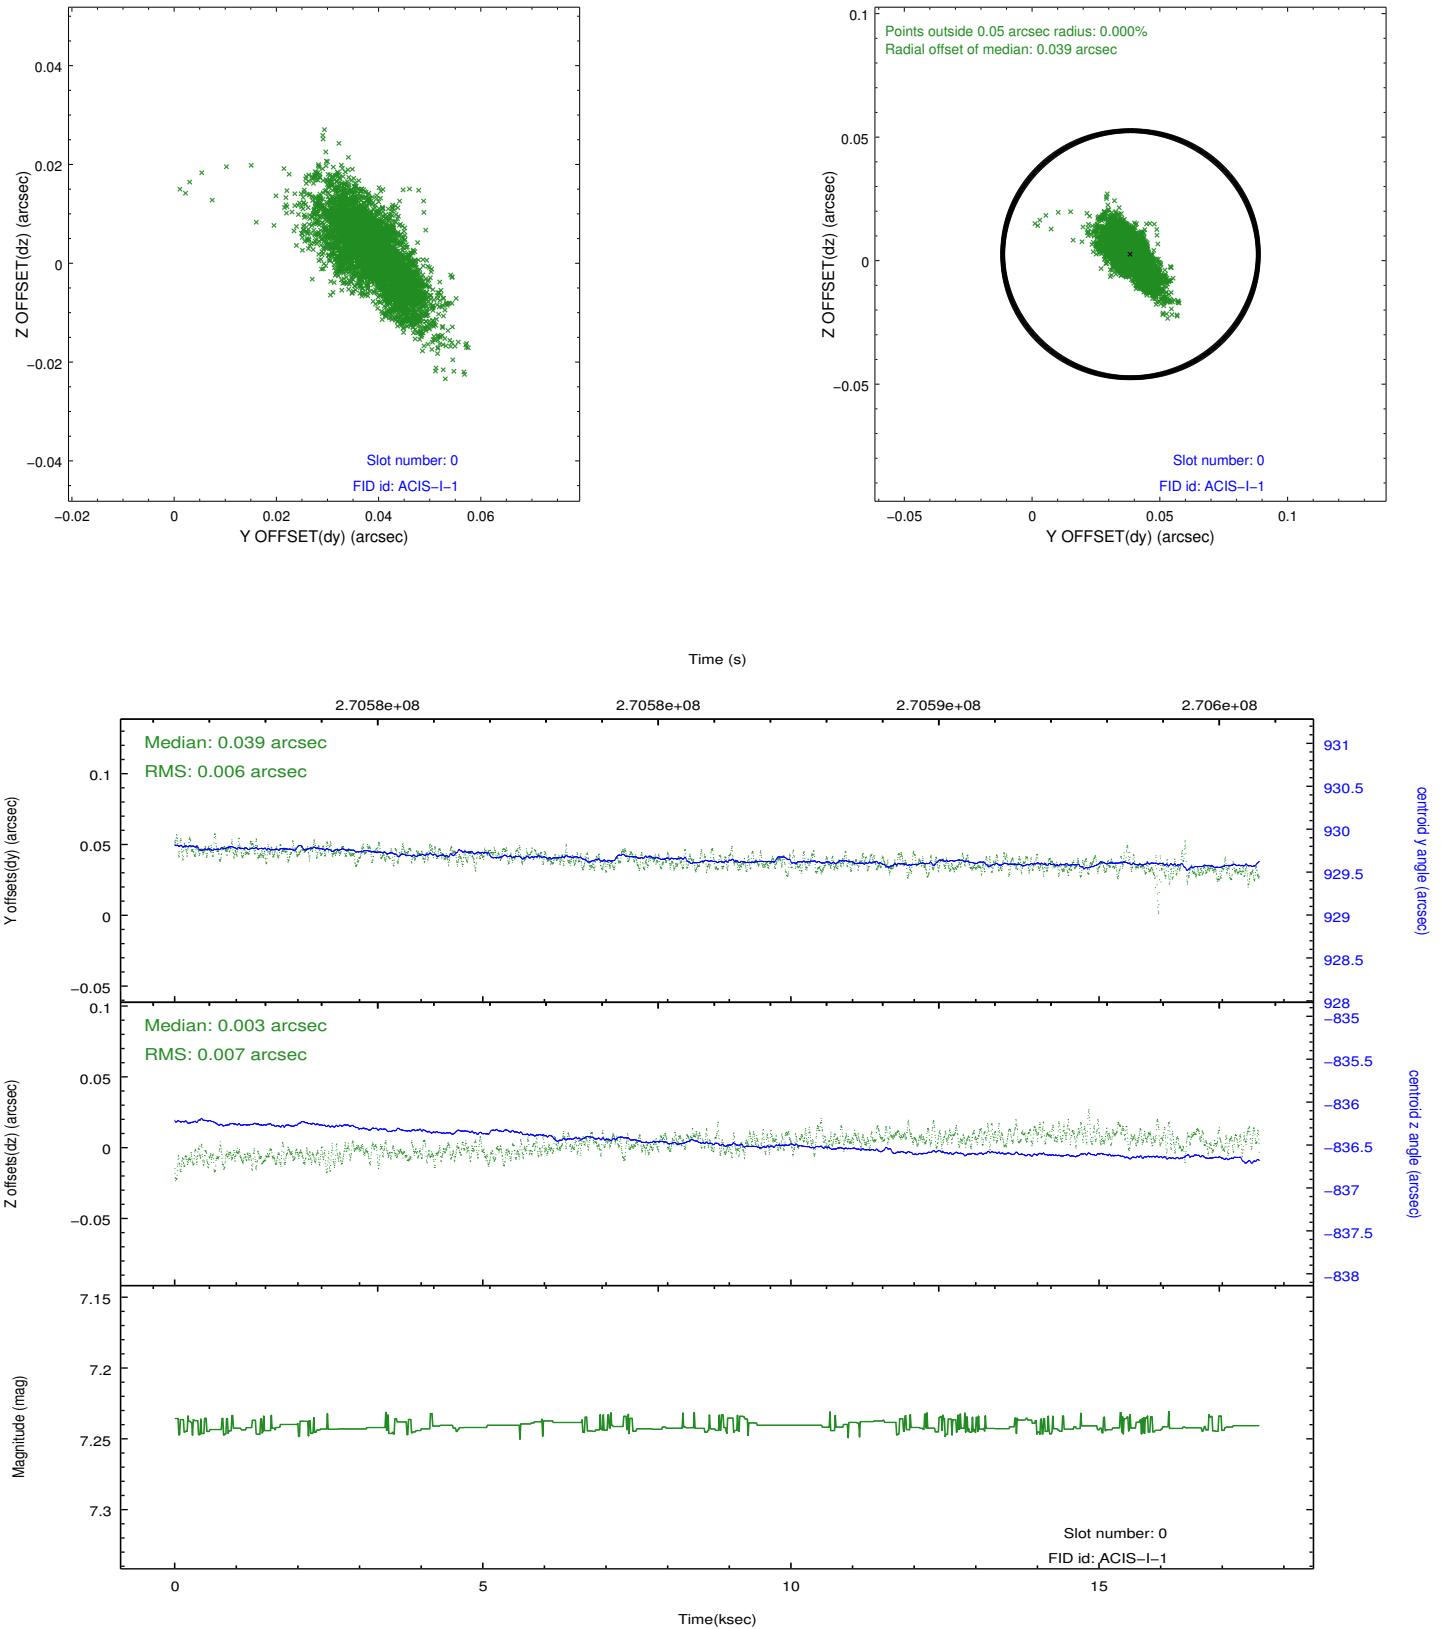 0.04
0.02
0
−0.02
−0.04
Z OFFSET(dz) (arcsec)
Slot number: 0
FID id: ACIS−I−1
−0.02
0
0.02
0.04
0.06
Y OFFSET(dy) (arcsec)
Points outside 0.05 arcsec radius: 0.000%
Radial offset of median: 0.039 arcsec
0.1
0.05
0
−0.05
Z OFFSET(dz) (arcsec)
Slot number: 0
FID id: ACIS−I−1
−0.05
0
0.05
0.1
Y OFFSET(dy) (arcsec)
Time (s)
2.7058e+08
2.7058e+08
2.7059e+08
2.706e+08
Median: 0.039 arcsec
RMS: 0.006 arcsec
0.1
0.05
0
−0.05
Y offsets(dy) (arcsec)
931
930.5
930
929.5
929
928.5
928
centroid y angle (arcsec)
Median: 0.003 arcsec
RMS: 0.007 arcsec
0.1
0.05
0
−0.05
Z offsets(dz) (arcsec)
−835
−835.5
−836
−836.5
−837
−837.5
−838
centroid z angle (arcsec)
7.15
7.2
7.25
7.3
Magnitude (mag)
Slot number: 0
FID id: ACIS−I−1
0
5
10
15
Time(ksec)